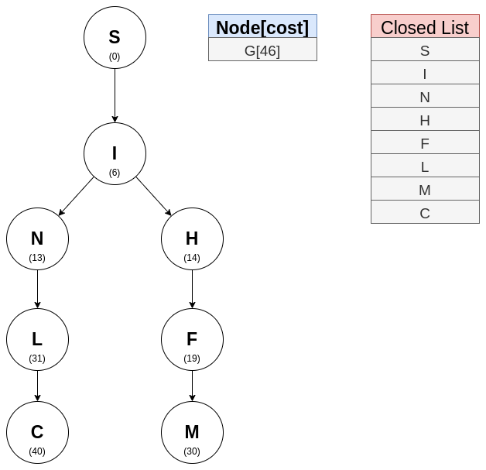 S
(0)
I
(6)
N
(13)
H
(14)
L
(31)
F
(19)
C
(40)
M
(30)
Node[cost]
G[46]
Closed List
S
I
N
H
F
L
M
C